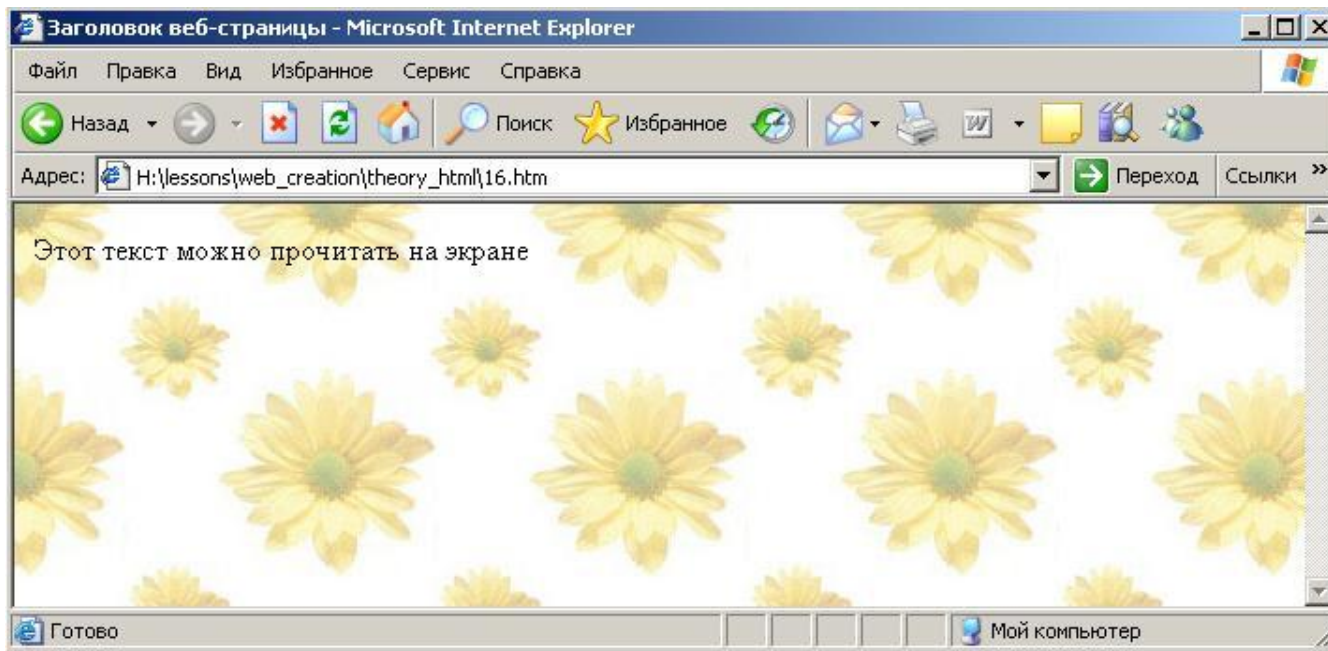 Заголовок веб-страницы - Microsoft Internet Explorer
Файл Правка Вид Избранное Сервис Справка
Назад Поиск Избранное W
Адрес: H:\lessons\web_creation\theory_html\16.htm Переход Ссылки »
Этот текст можно прочитать на экране
Готово Мой компьютер